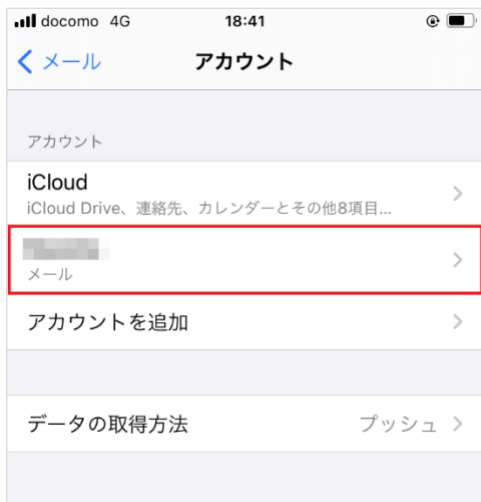 docomo 4G 18:41
メール アカウント
アカウント
iCloud
iCloud Drive、連絡先、カレンダーとその他8項目...
メール
アカウントを追加
データの取得方法 プッシュ